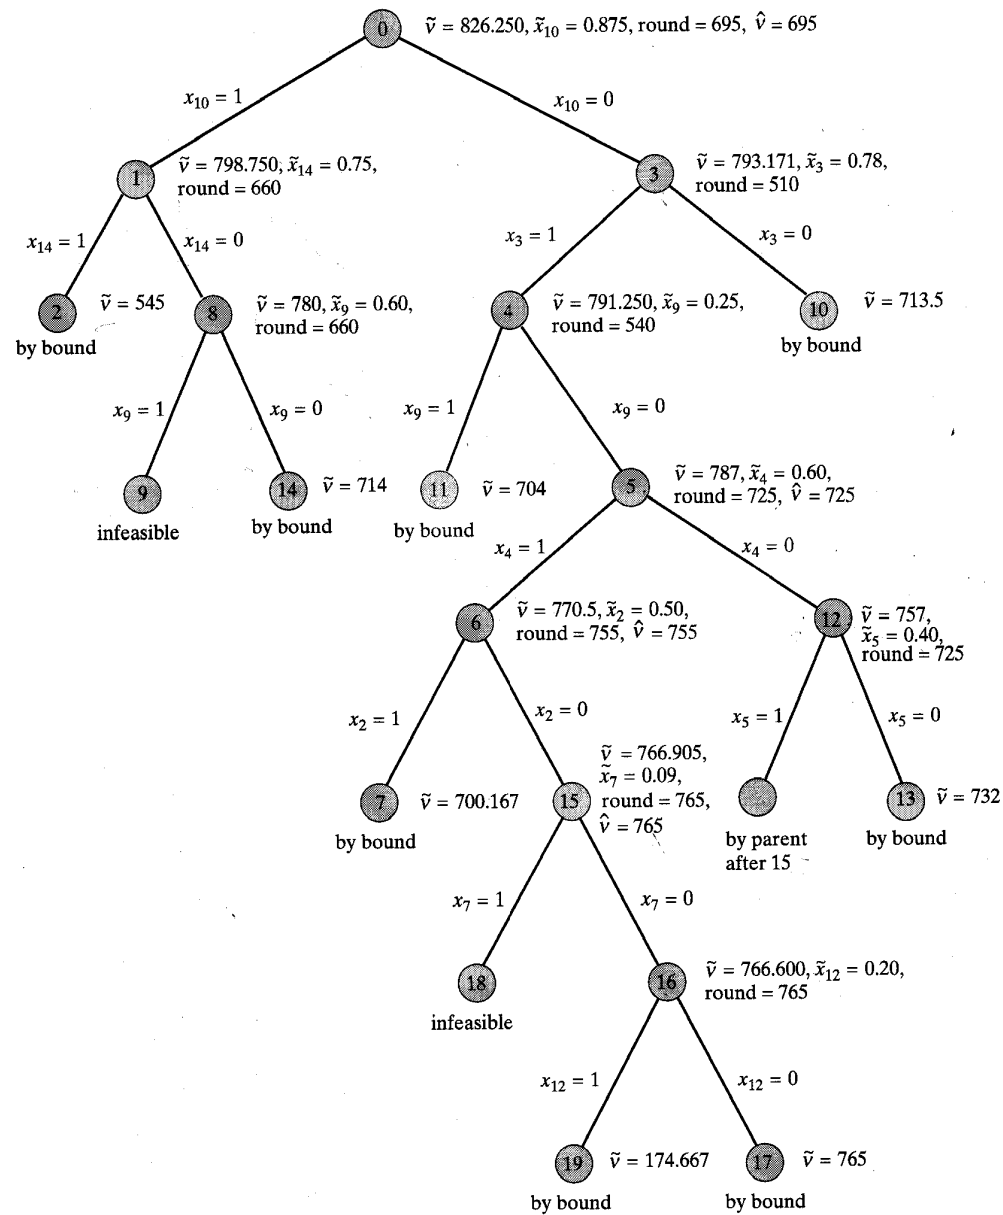 0
ṽ = 826.250, x̃₁₀ = 0.875, round = 695, v̂ = 695
x₁₀ = 1
x₁₀ = 0
1
ṽ = 798.750, x̃₁₄ = 0.75,
round = 660
3
ṽ = 793.171, x̃₃ = 0.78,
round = 510
x₁₄ = 1
x₁₄ = 0
x₃ = 1
x₃ = 0
2
ṽ = 545
by bound
8
ṽ = 780, x̃₉ = 0.60,
round = 660
4
ṽ = 791.250, x̃₉ = 0.25,
round = 540
10
ṽ = 713.5
by bound
x₉ = 1
x₉ = 0
x₉ = 1
x₉ = 0
9
infeasible
14
ṽ = 714
by bound
11
ṽ = 704
by bound
5
ṽ = 787, x̃₄ = 0.60,
round = 725, v̂ = 725
x₄ = 1
x₄ = 0
6
ṽ = 770.5, x̃₂ = 0.50,
round = 755, v̂ = 755
12
ṽ = 757,
x̃₅ = 0.40,
round = 725
x₂ = 1
x₂ = 0
x₅ = 1
x₅ = 0
7
ṽ = 700.167
by bound
15
ṽ = 766.905,
x̃₇ = 0.09,
round = 765,
v̂ = 765
by parent
after 15
13
ṽ = 732
by bound
x₇ = 1
x₇ = 0
18
infeasible
16
ṽ = 766.600, x̃₁₂ = 0.20,
round = 765
x₁₂ = 1
x₁₂ = 0
19
ṽ = 174.667
by bound
17
ṽ = 765
by bound